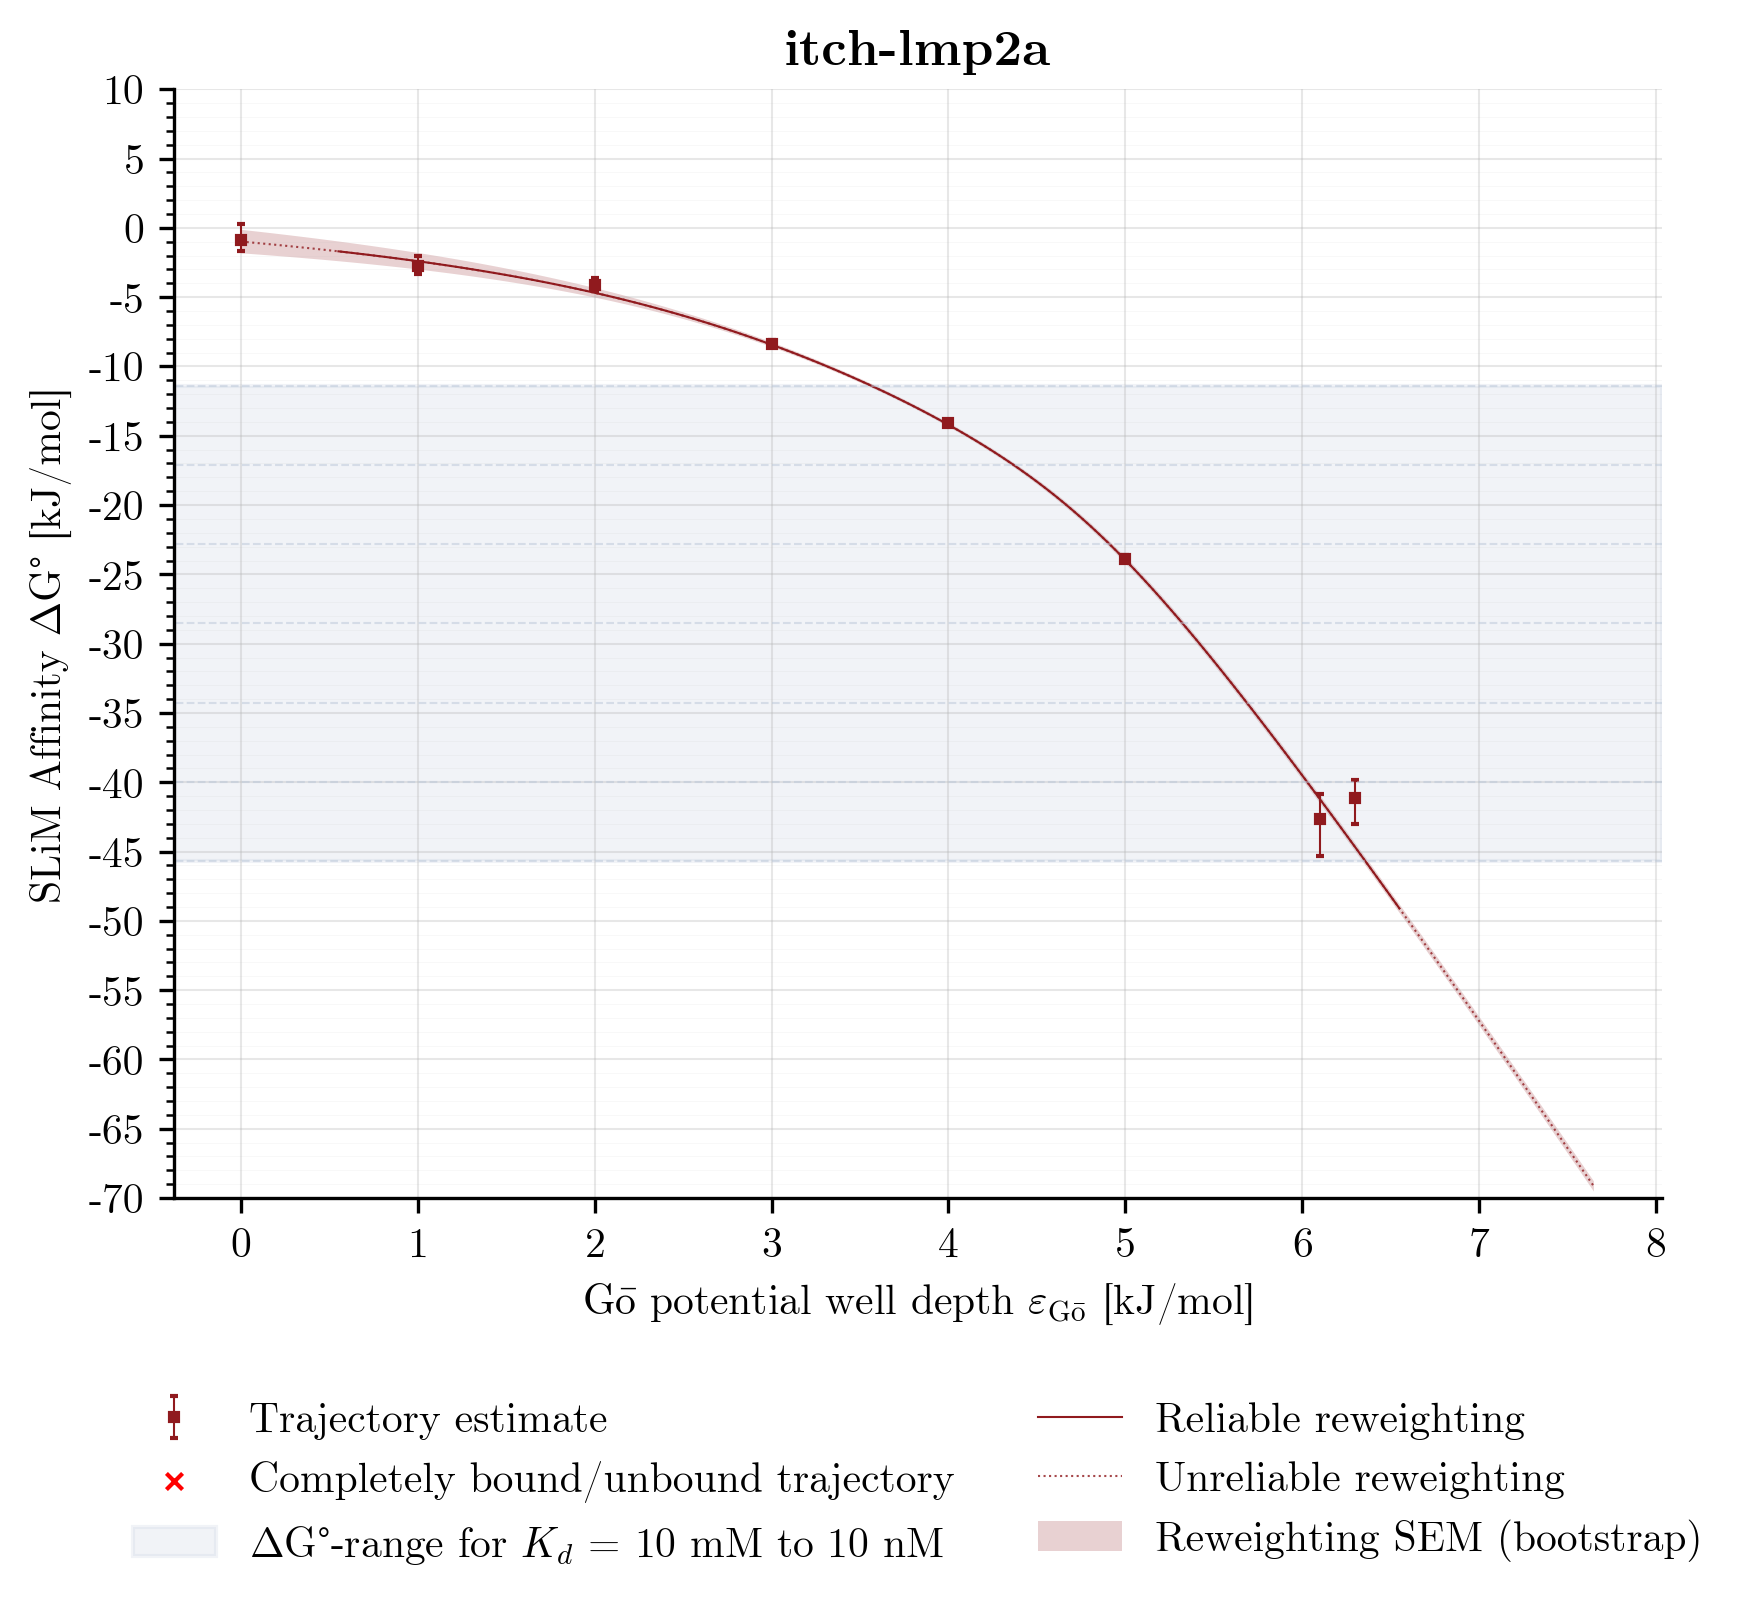 itch-lmp2a
10
5
0
-5
-10
-15
-20
-25
-30
-35
-40
-45
-50
-55
-60
-65
-70
SLiM Affinity ΔG° [kJ/mol]
0 1 2 3 4 5 6 7 8
Gō potential well depth εGō [kJ/mol]
Trajectory estimate
Completely bound/unbound trajectory
ΔG°-range for Kd = 10 mM to 10 nM
Reliable reweighting
Unreliable reweighting
Reweighting SEM (bootstrap)